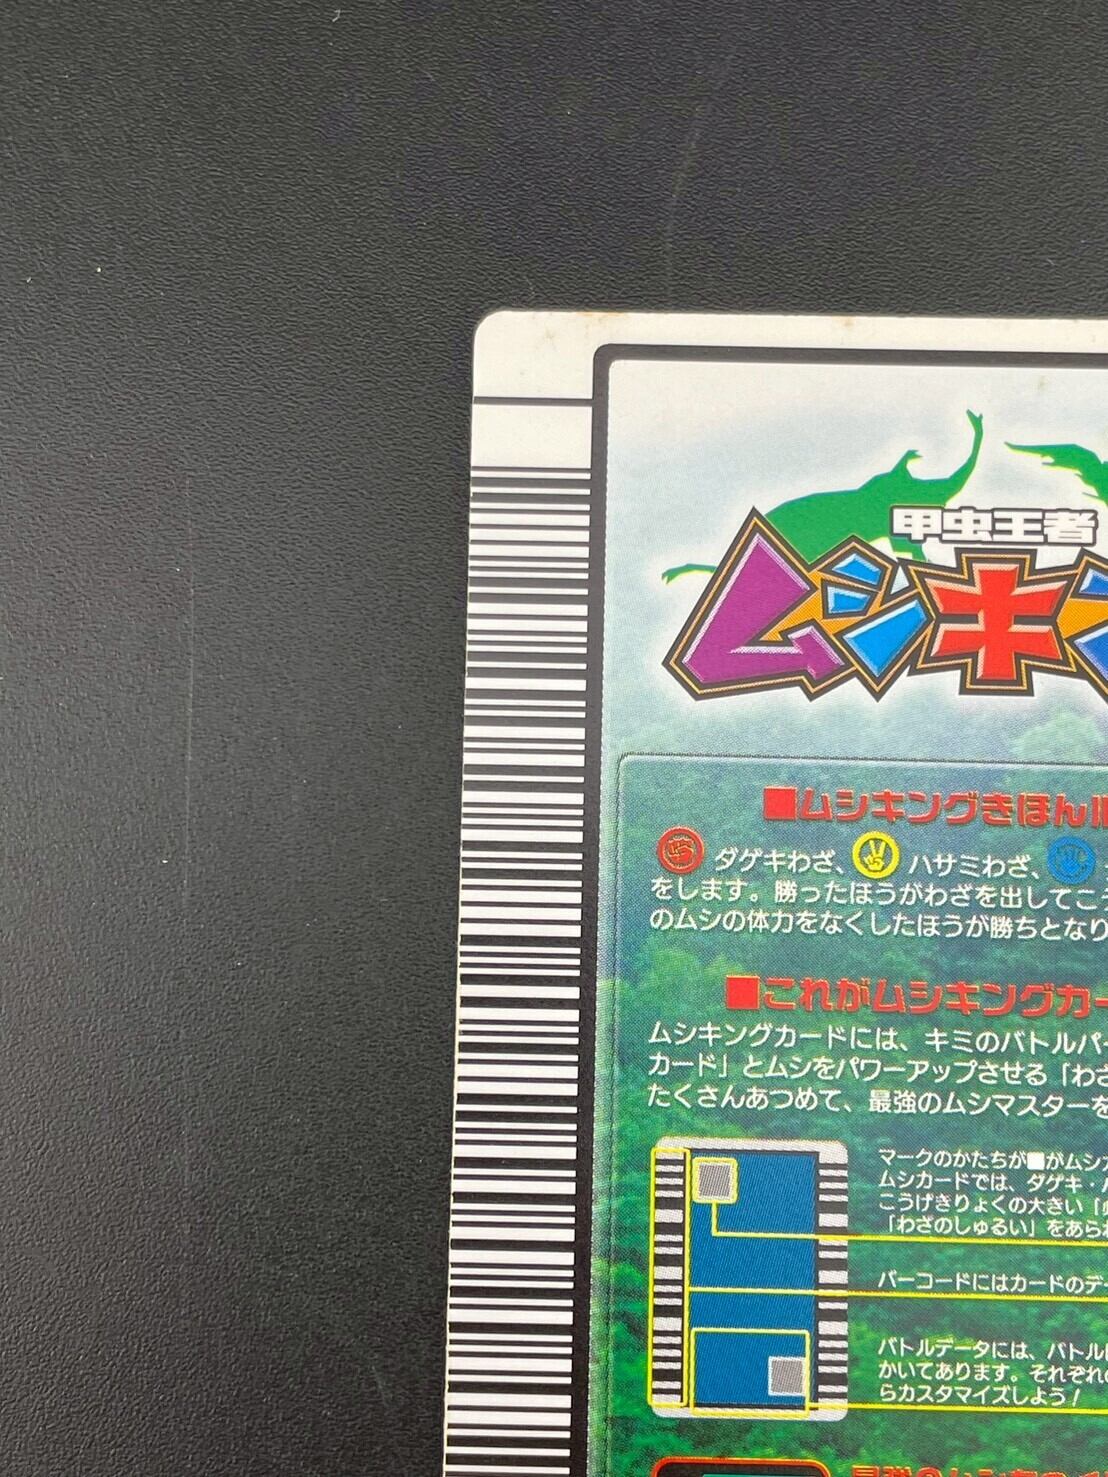 甲虫王者
ムシキン
■ムシキングきほんル
ダゲキわざ、 ハサミわざ、
をします。勝ったほうがわざを出してこう
のムシの体力をなくしたほうが勝ちとなり
■これがムシキングカー
ムシキングカードには、キミのバトルパー
カード」とムシをパワーアップさせる「わざ
たくさんあつめて、最強のムシマスターを
マークのかたちが■がムシカ
ムシカードでは、ダゲキ・ハ
こうげきりょくの大きい「必
「わざのしゅるい」をあらわ
バーコードにはカードのデー
バトルデータには、バトル
かいてあります。それぞれの
らカスタマイズしよう！